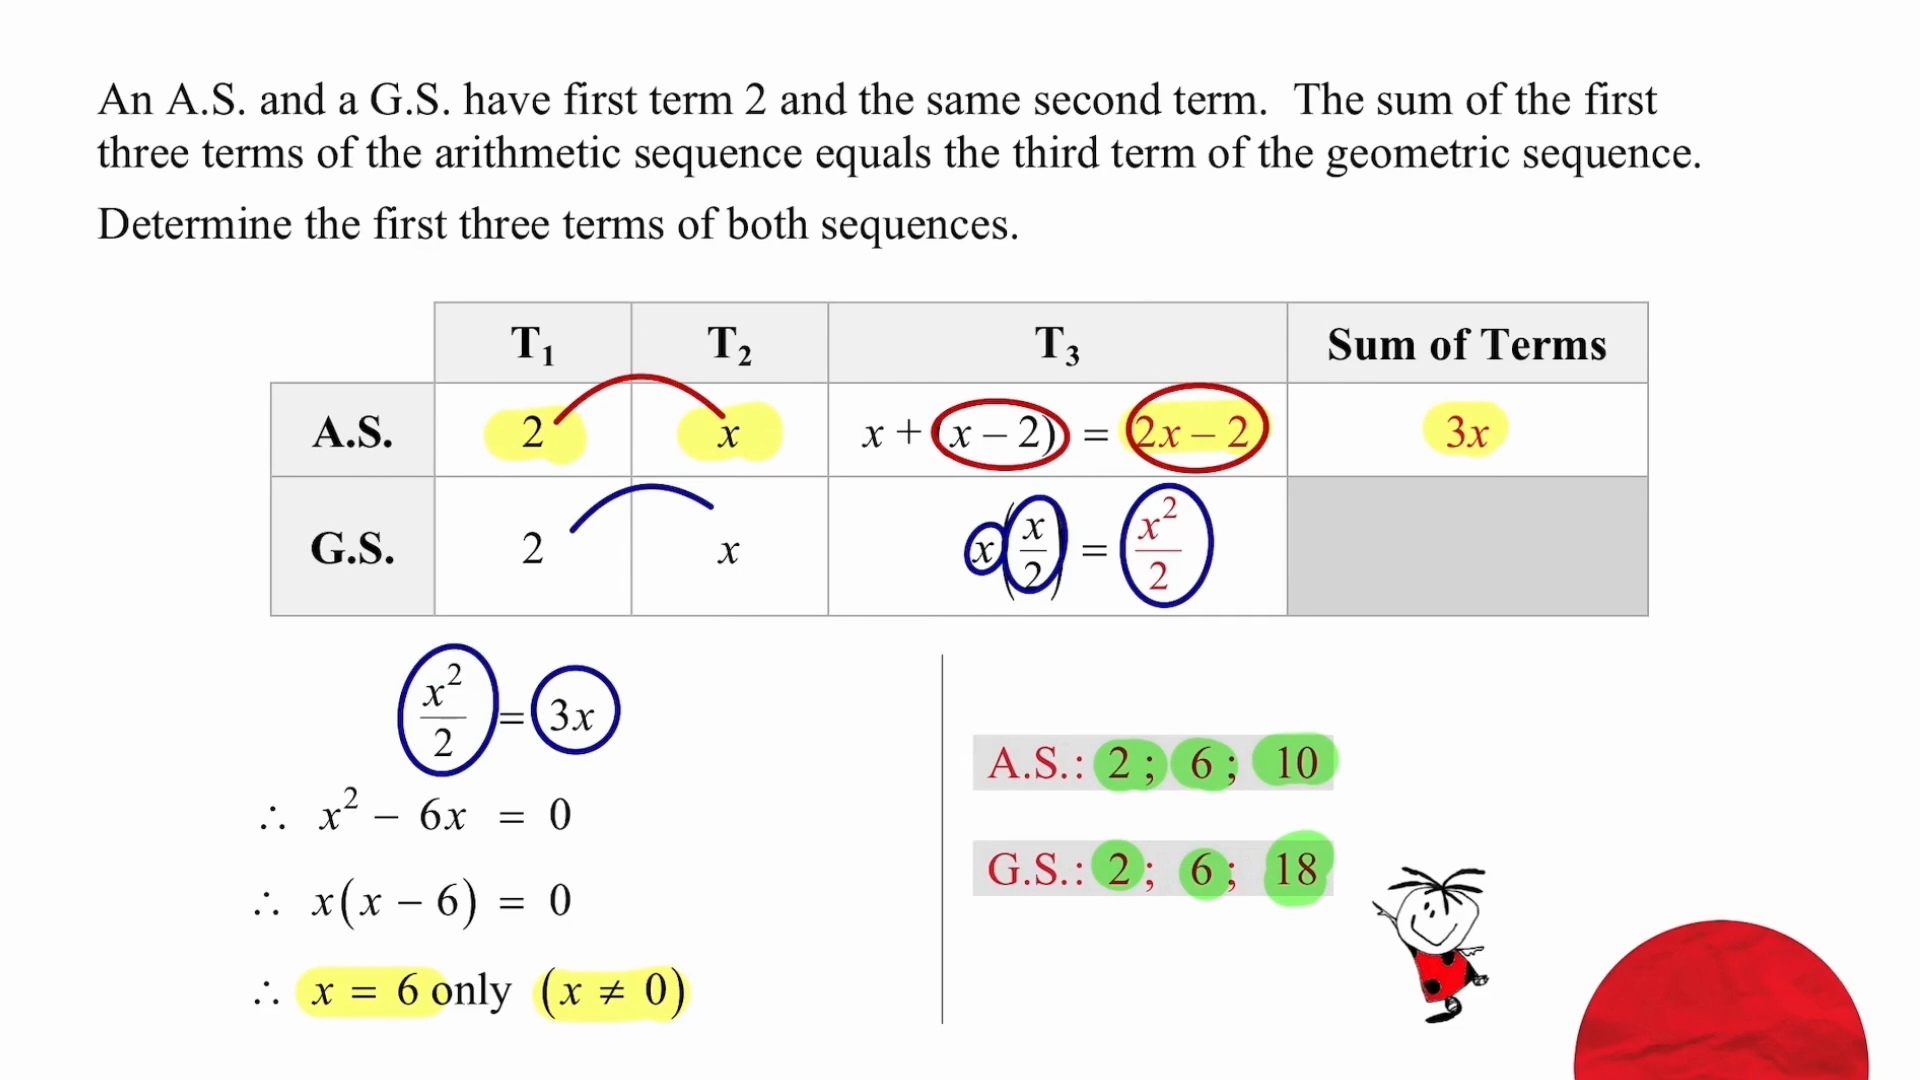 An A.S. and a G.S. have first term 2 and the same second term. The sum of the first
three terms of the arithmetic sequence equals the third term of the geometric sequence.
Determine the first three terms of both sequences.
T₁ T₂ T₃ Sum of Terms
A.S. 2 x x + (x – 2) = 2x – 2 3x
G.S. 2 x x(x/2) = x²/2
x²/2 = 3x
∴ x² – 6x = 0
∴ x(x – 6) = 0
∴ x = 6 only (x ≠ 0)
A.S.: 2 ; 6 ; 10
G.S.: 2 ; 6 ; 18